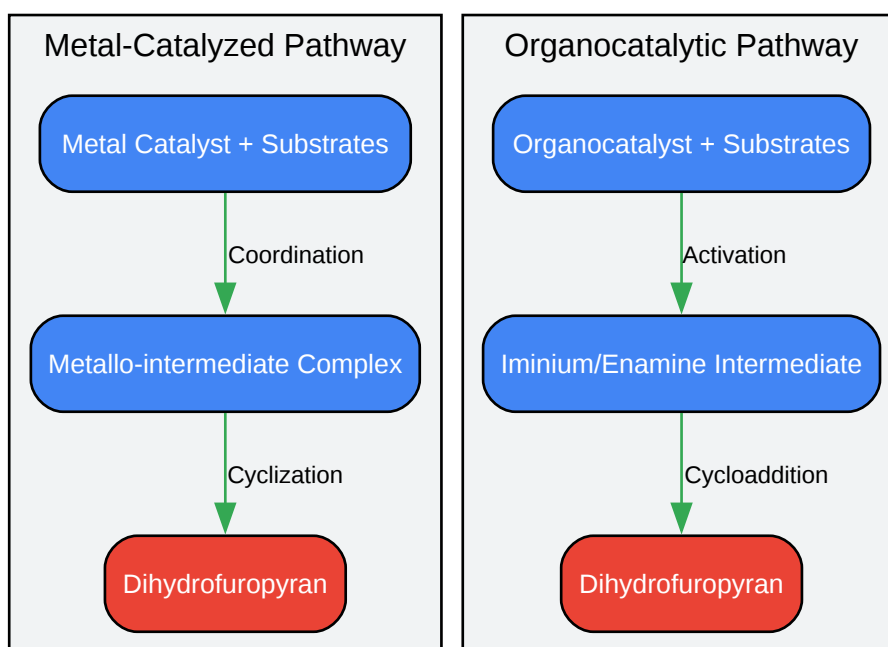 Metal-Catalyzed Pathway
Metal Catalyst + Substrates
Coordination
Metallo-intermediate Complex
Cyclization
Dihydrofuropyran
Organocatalytic Pathway
Organocatalyst + Substrates
Activation
Iminium/Enamine Intermediate
Cycloaddition
Dihydrofuropyran